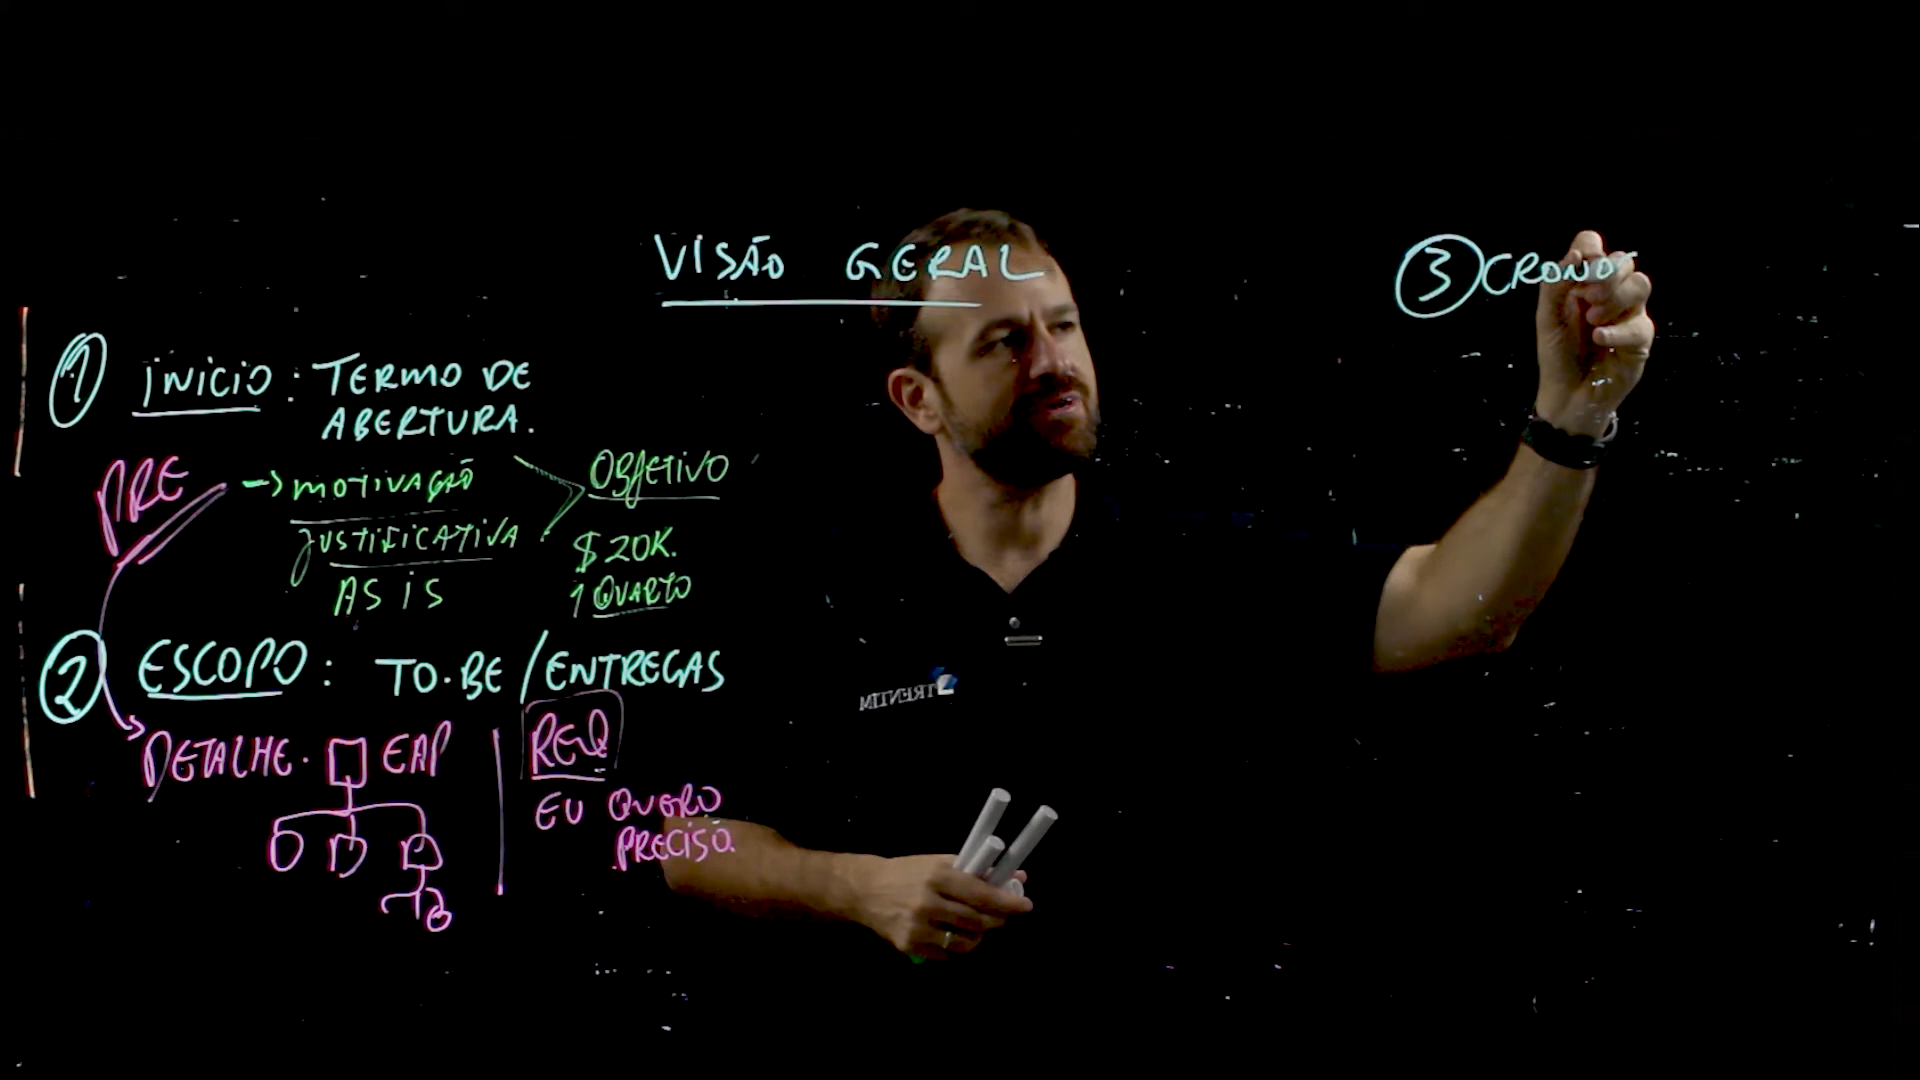 VISÃO GERAL
1 INICIO: TERMO DE
ABERTURA.
PRE
-> MOTIVAÇÃO
JUSTIFICATIVA
AS IS
OBJETIVO
$20K.
1 QUARTO
2 ESCOPO: TO.BE / ENTREGAS
DETALHE. EAP
REQ
EU QUERO
PRECISO.
3 CRONO
TRENTIM